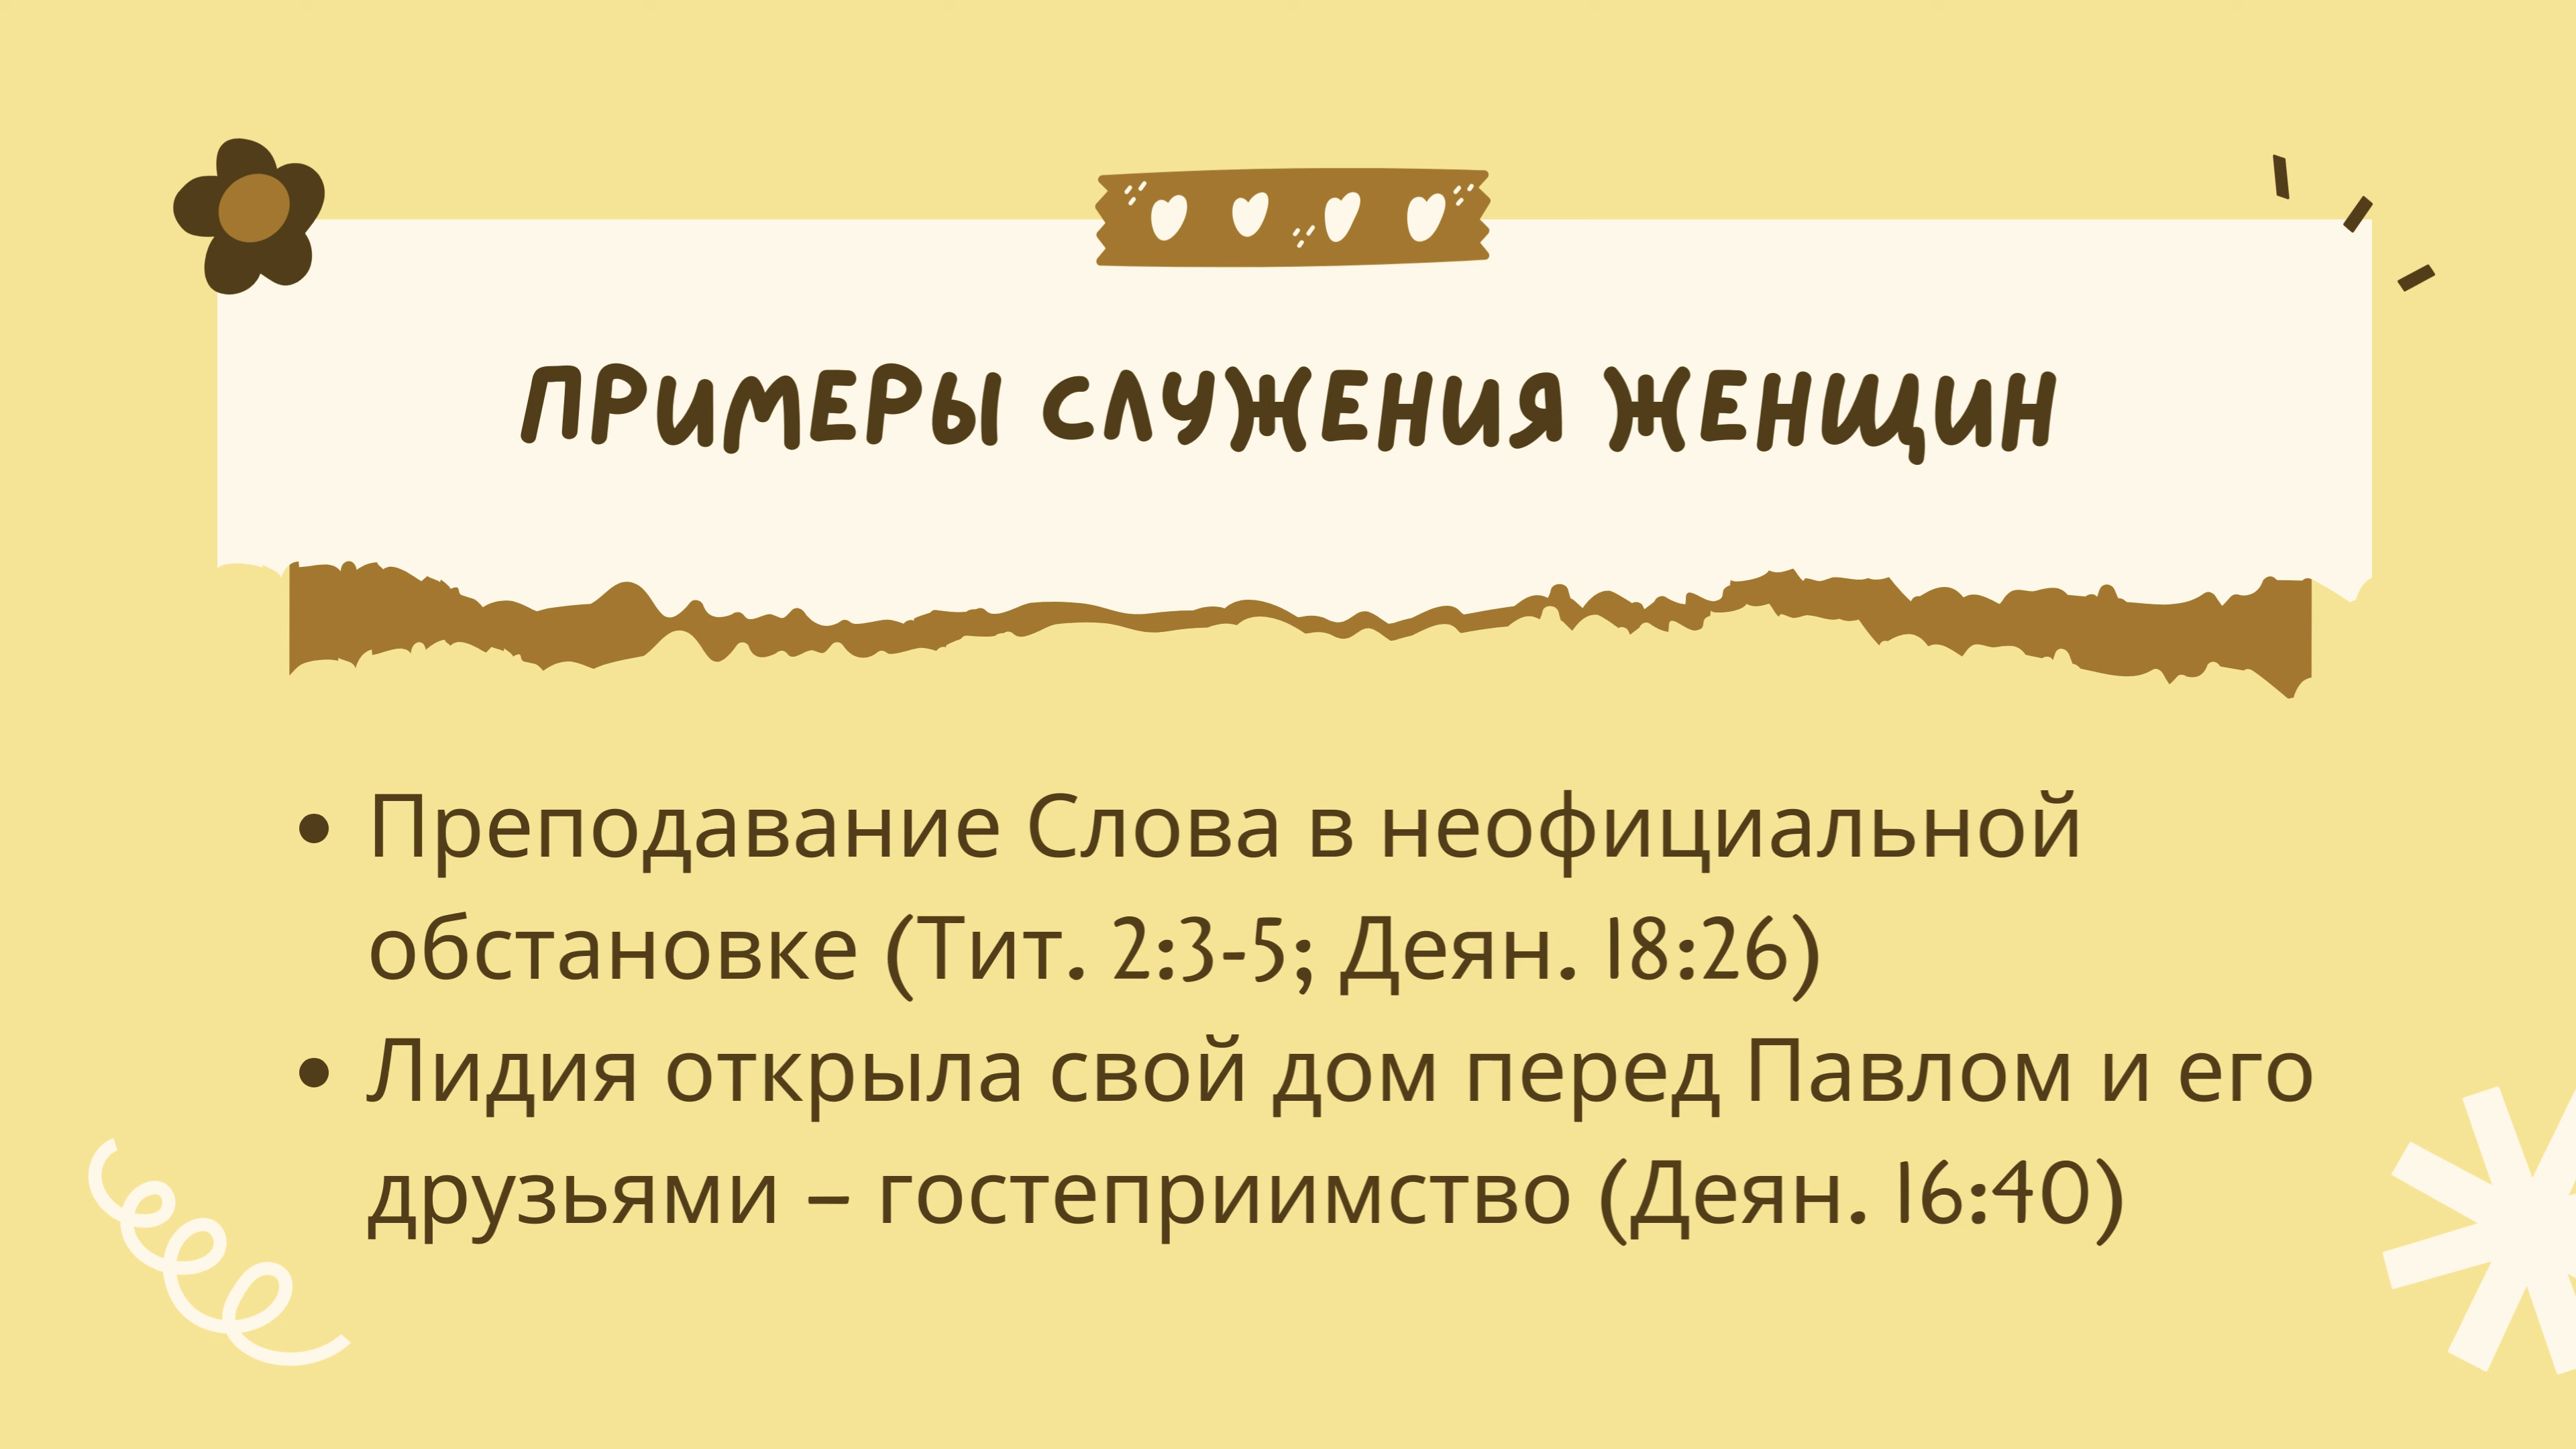 ПРИМЕРЫ СЛУЖЕНИЯ ЖЕНЩИН
• Преподавание Слова в неофициальной
обстановке (Тит. 2:3-5; Деян. 18:26)
• Лидия открыла свой дом перед Павлом и его
друзьями – гостеприимство (Деян. 16:40)